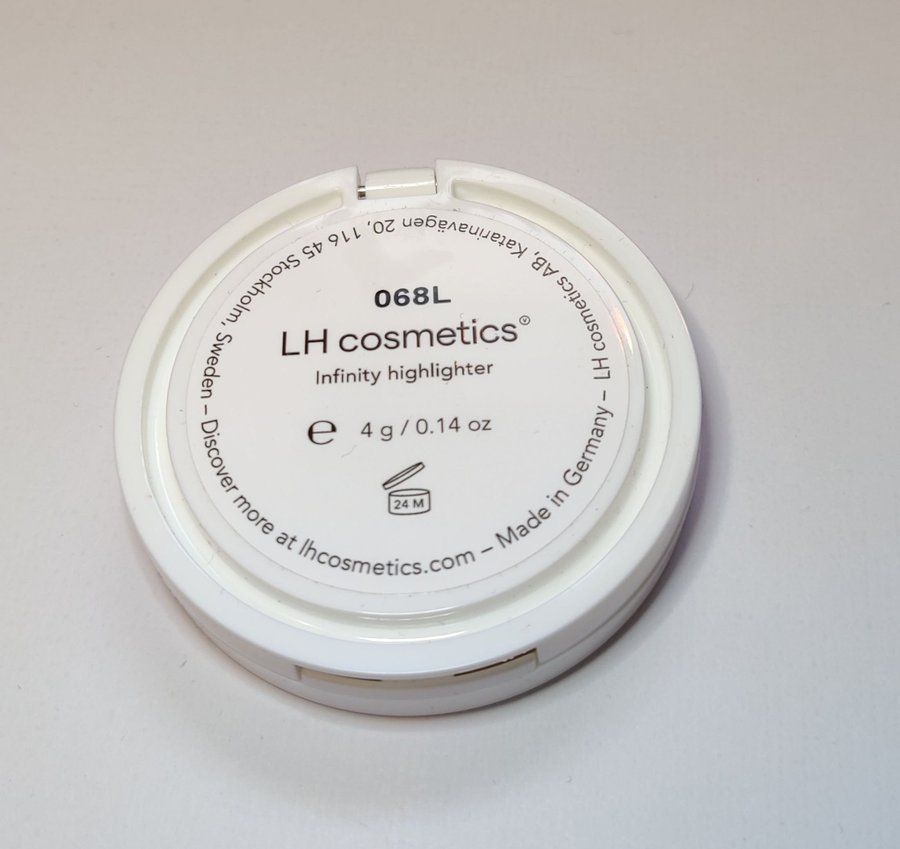 068L
LH cosmetics®
Infinity highlighter
℮ 4 g / 0.14 oz
24 M
LH cosmetics AB, Katarinavägen 20, 116 45 Stockholm, Sweden – Discover more at lhcosmetics.com – Made in Germany –